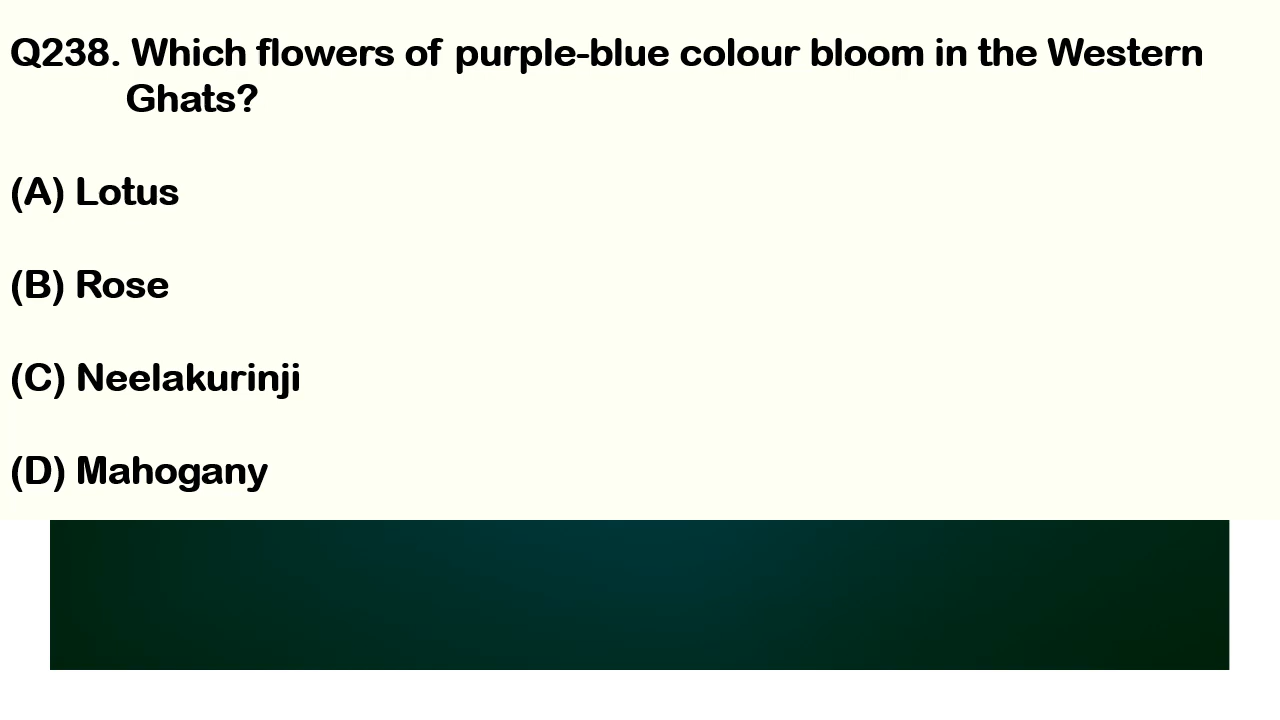 Q238. Which flowers of purple-blue colour bloom in the Western
Ghats?
(A) Lotus
(B) Rose
(C) Neelakurinji
(D) Mahogany